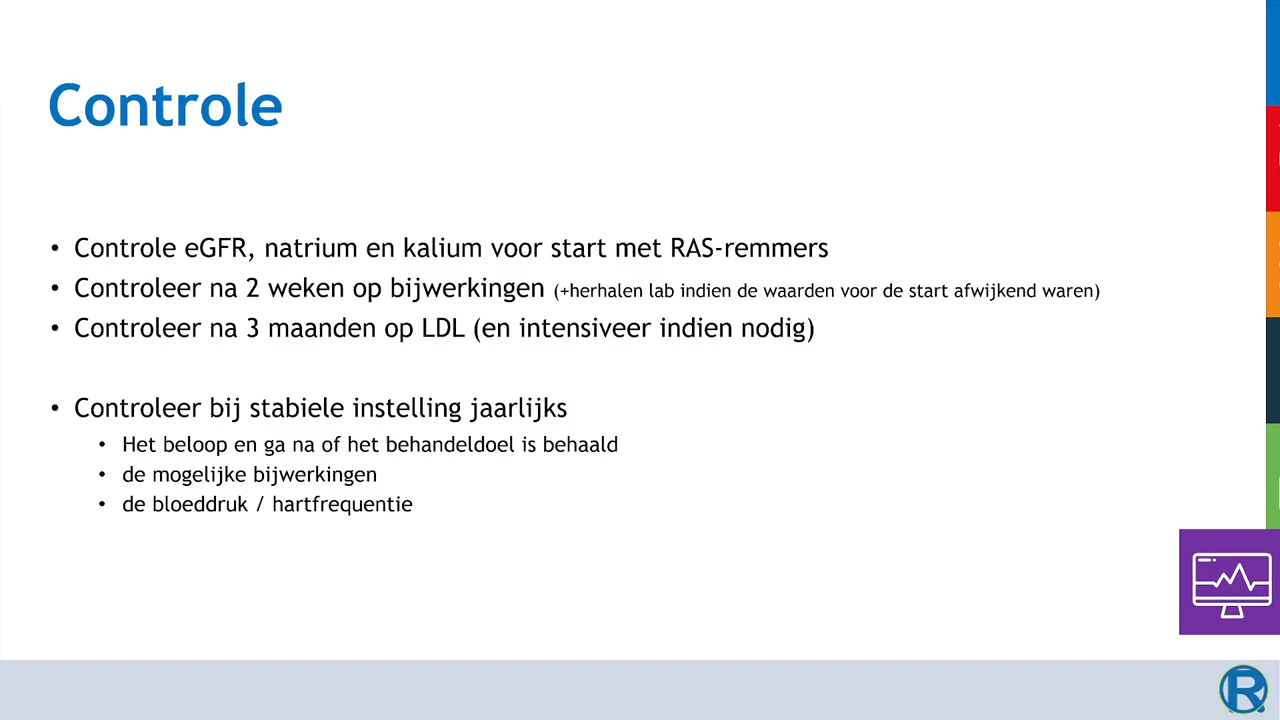 Controle
• Controle eGFR, natrium en kalium voor start met RAS-remmers
• Controleer na 2 weken op bijwerkingen (+herhalen lab indien de waarden voor de start afwijkend waren)
• Controleer na 3 maanden op LDL (en intensiveer indien nodig)
• Controleer bij stabiele instelling jaarlijks
• Het beloop en ga na of het behandeldoel is behaald
• de mogelijke bijwerkingen
• de bloeddruk / hartfrequentie
R